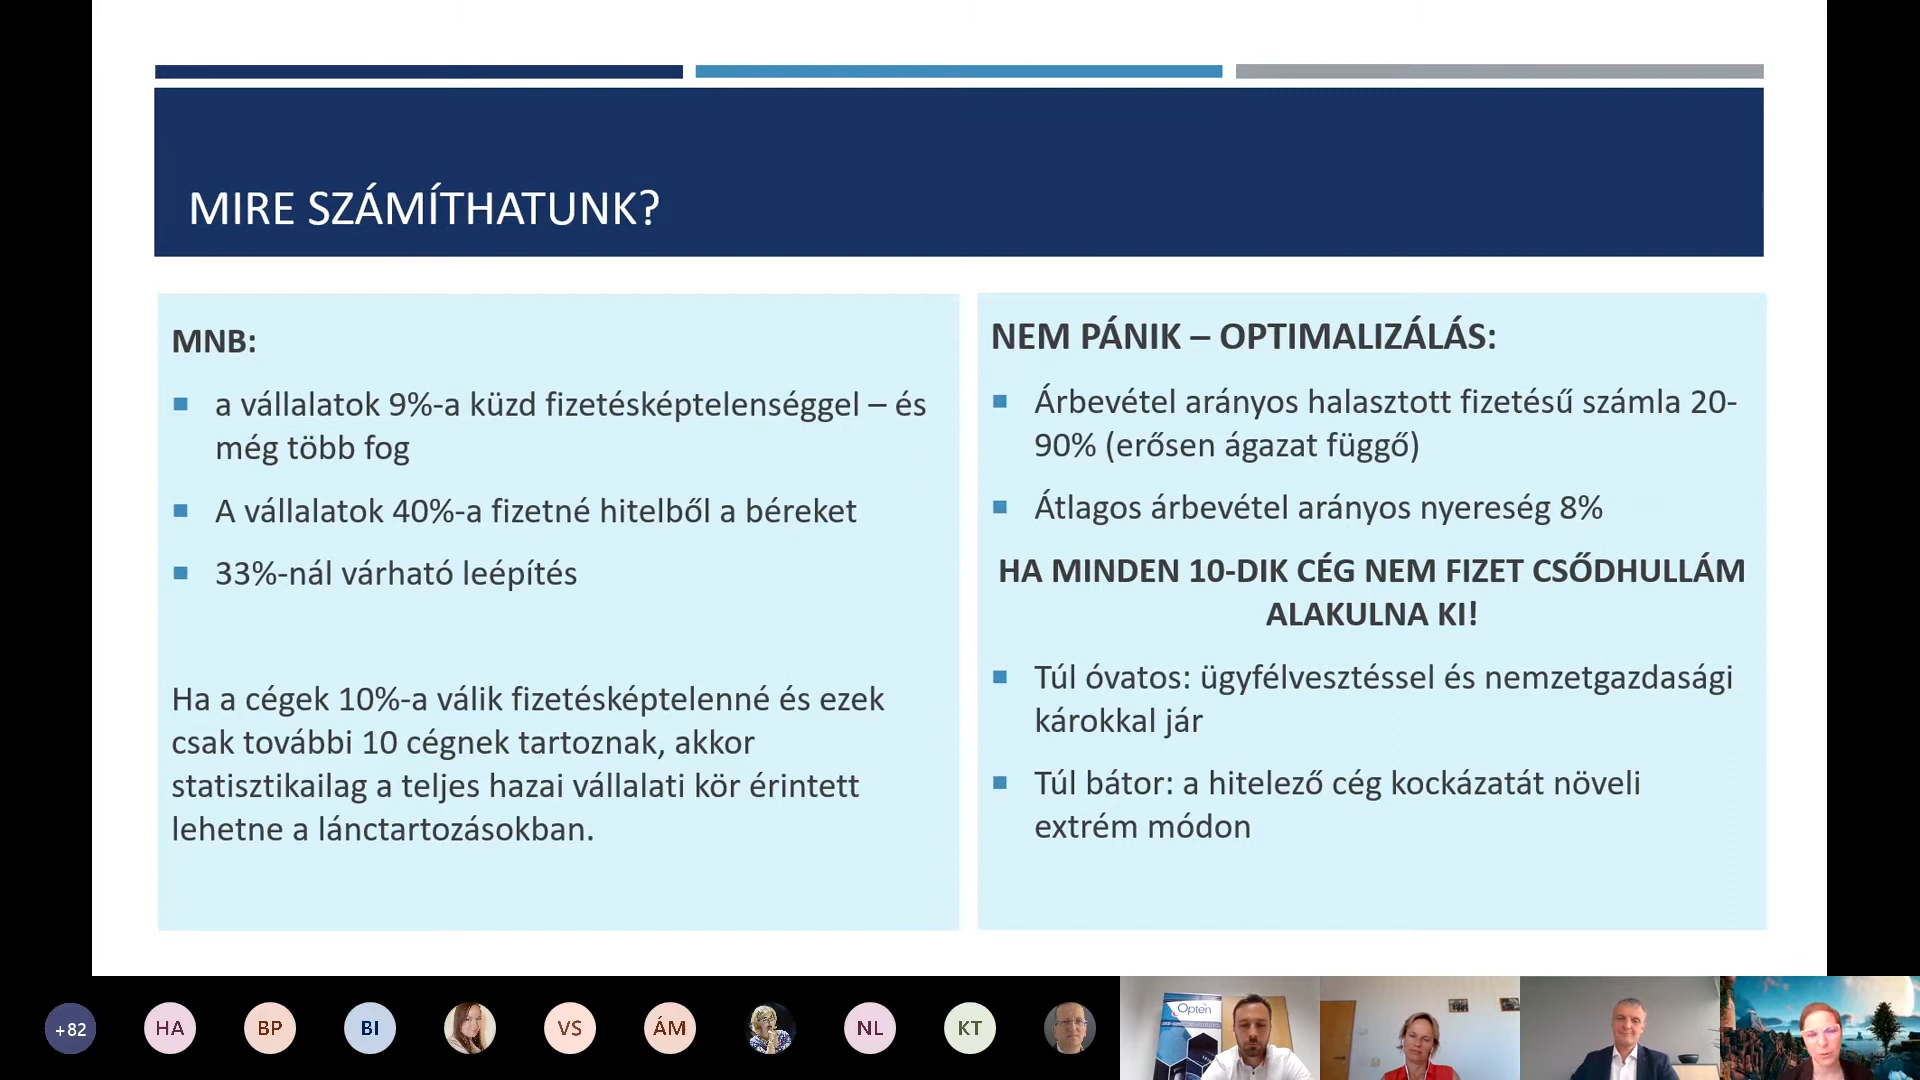 MIRE SZÁMÍTHATUNK?
MNB:
a vállalatok 9%-a küzd fizetésképtelenséggel – és
még több fog
A vállalatok 40%-a fizetné hitelből a béreket
33%-nál várható leépítés
Ha a cégek 10%-a válik fizetésképtelenné és ezek
csak további 10 cégnek tartoznak, akkor
statisztikailag a teljes hazai vállalati kör érintett
lehetne a lánctartozásokban.
NEM PÁNIK – OPTIMALIZÁLÁS:
Árbevétel arányos halasztott fizetésű számla 20-
90% (erősen ágazat függő)
Átlagos árbevétel arányos nyereség 8%
HA MINDEN 10-DIK CÉG NEM FIZET CSŐDHULLÁM
ALAKULNA KI!
Túl óvatos: ügyfélvesztéssel és nemzetgazdasági
károkkal jár
Túl bátor: a hitelező cég kockázatát növeli
extrém módon
+82
HA
BP
BI
VS
ÁM
NL
KT
Opten